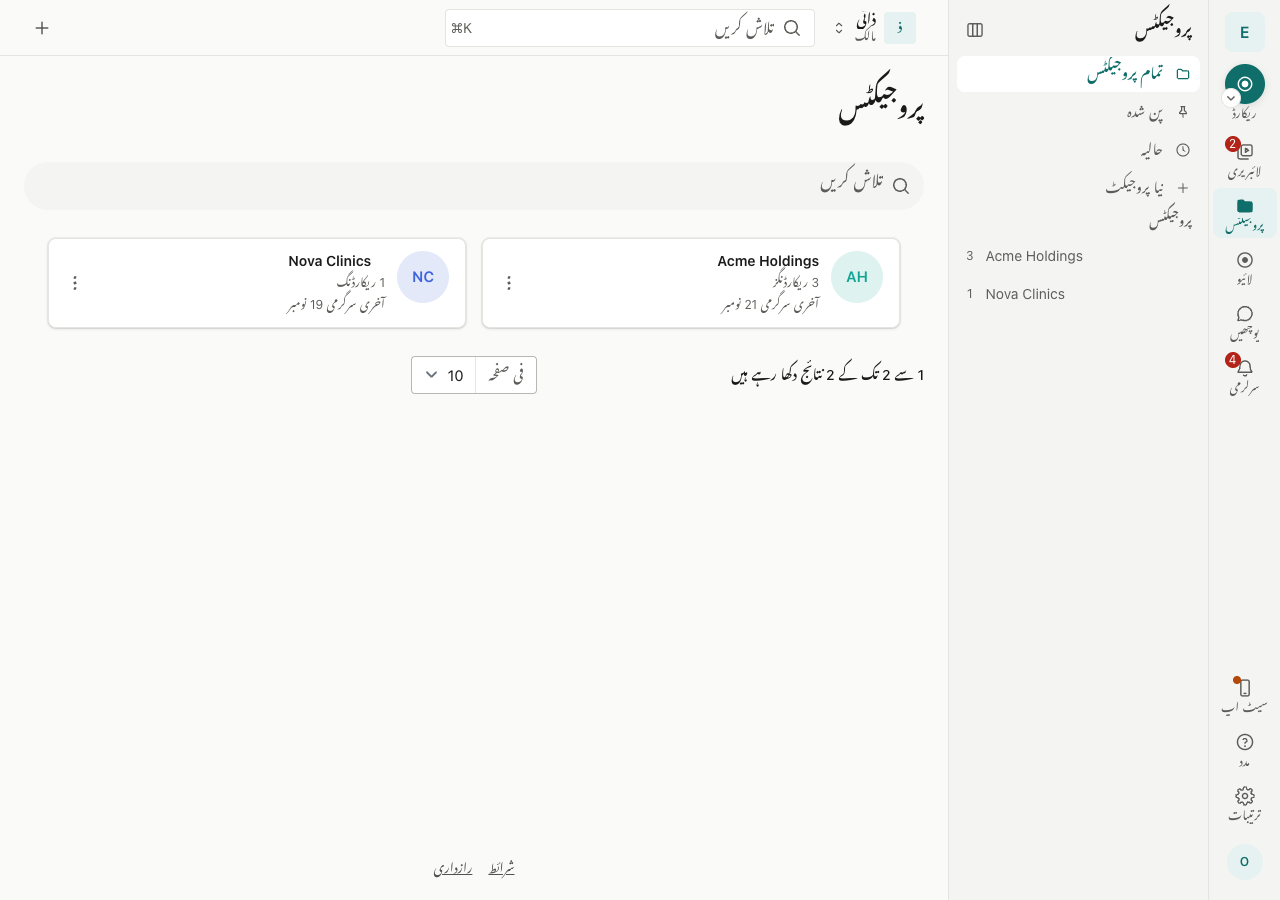 E
ریکارڈ
2
لائبریری
پروجیکٹس
لائیو
پوچھیں
4
سرگرمی
سیٹ اپ
مدد
ترتیبات
O
پروجیکٹس
تمام پروجیکٹس
پن شدہ
حالیہ
نیا پروجیکٹ
پروجیکٹس
Acme Holdings 3
Nova Clinics 1
ذ
ذاتی
مالک
تلاش کریں ⌘K
پروجیکٹس
تلاش کریں
AH
Acme Holdings
3 ریکارڈنگز
آخری سرگرمی 21 نومبر
NC
Nova Clinics
1 ریکارڈنگ
آخری سرگرمی 19 نومبر
1 سے 2 تک کے 2 نتائج دکھا رہے ہیں
فی صفحہ 10
شرائط رازداری